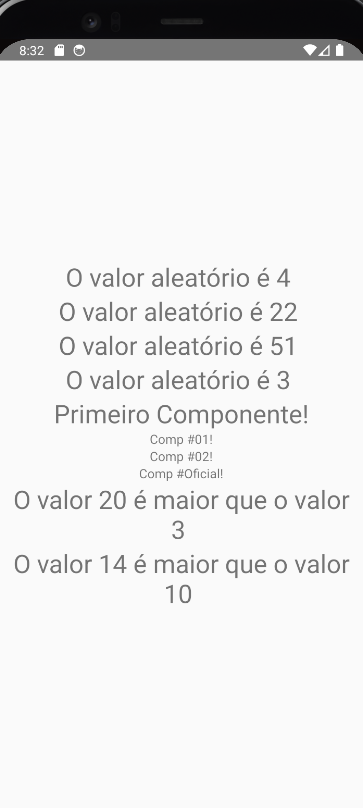 8:32
O valor aleatório é 4
O valor aleatório é 22
O valor aleatório é 51
O valor aleatório é 3
Primeiro Componente!
Comp #01!
Comp #02!
Comp #Oficial!
O valor 20 é maior que o valor
3
O valor 14 é maior que o valor
10